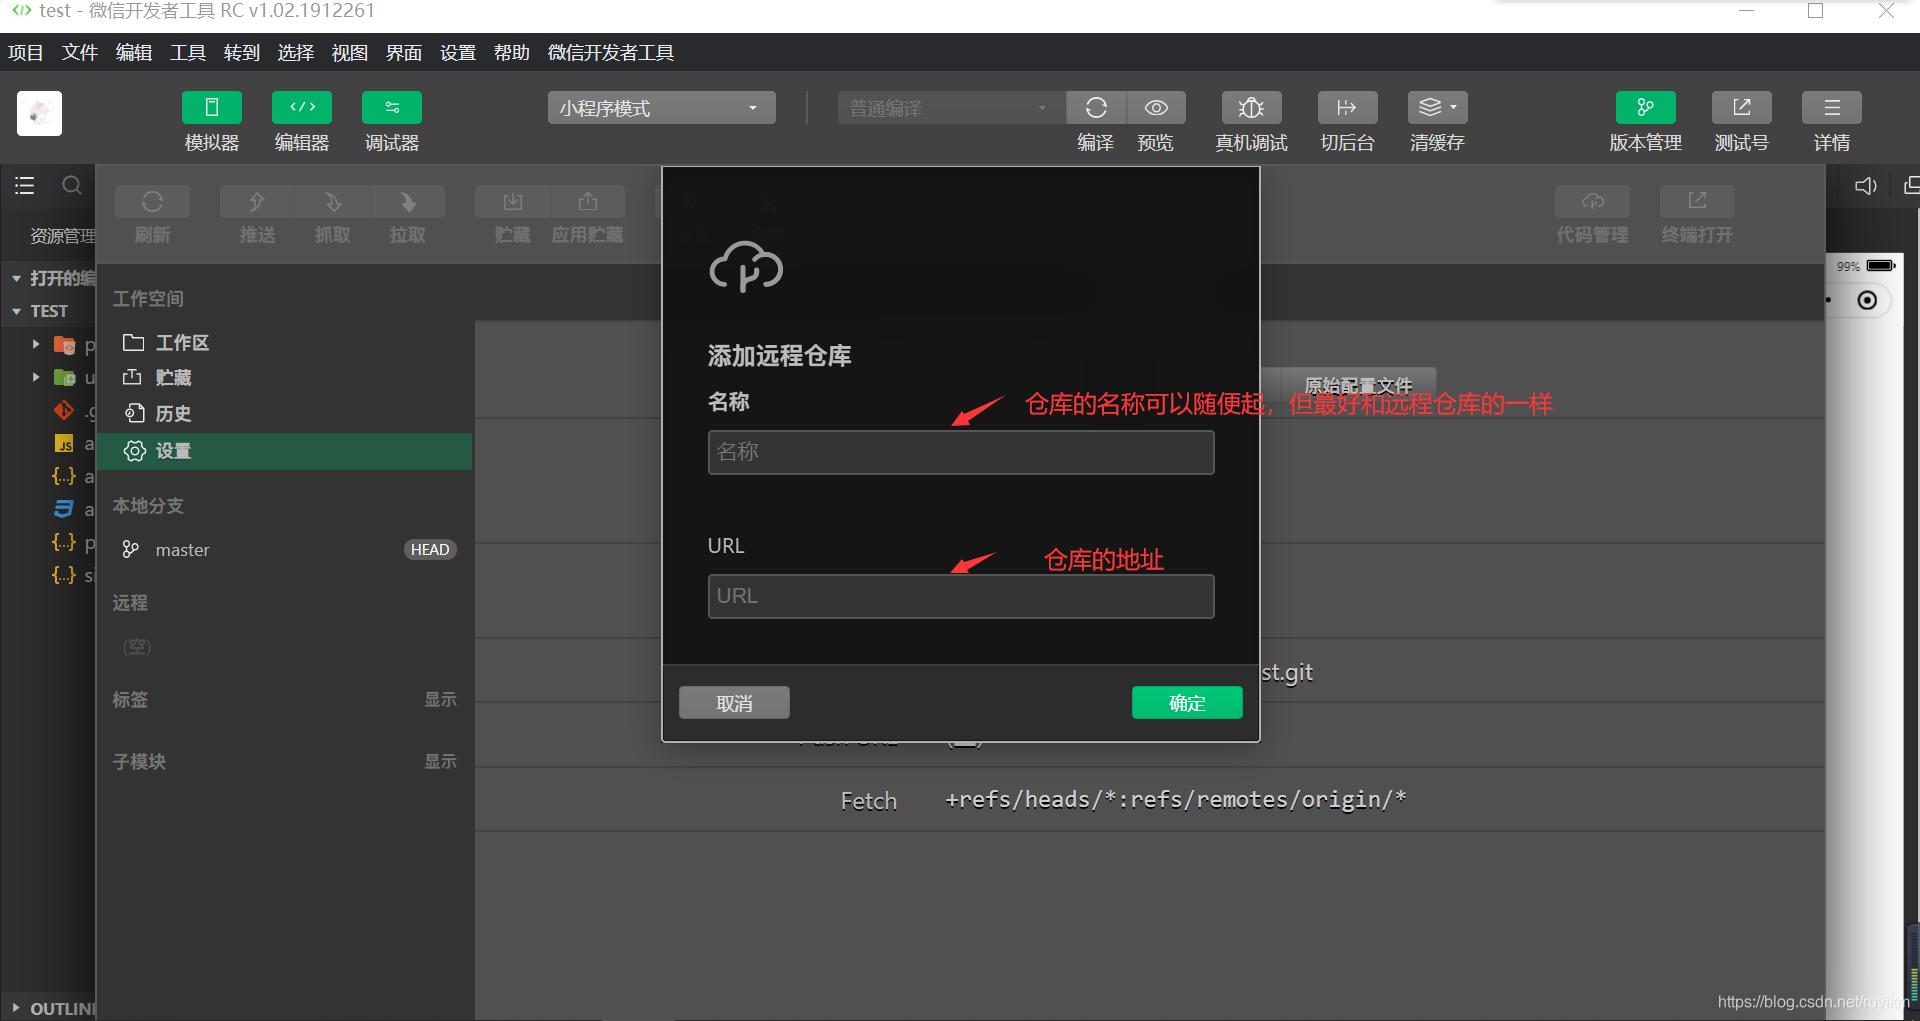 test - 微信开发者工具 RC v1.02.1912261
项目 文件 编辑 工具 转到 选择 视图 界面 设置 帮助 微信开发者工具
小程序模式
普通编译
模拟器 编辑器 调试器
编译 预览 真机调试 切后台 清缓存
版本管理 测试号 详情
刷新 推送 抓取 拉取 贮藏 应用贮藏
代码管理 终端打开
资源管理
打开的编
TEST
工作空间
工作区
贮藏
历史
设置
本地分支
master HEAD
远程
(空)
标签 显示
子模块 显示
OUTLIN
添加远程仓库
名称
仓库的名称可以随便起，但最好和远程仓库的一样
原始配置文件
名称
URL
仓库的地址
URL
st.git
取消 确定
Push URL
Fetch +refs/heads/*:refs/remotes/origin/*
99%
https://blog.csdn.net/ruvikm